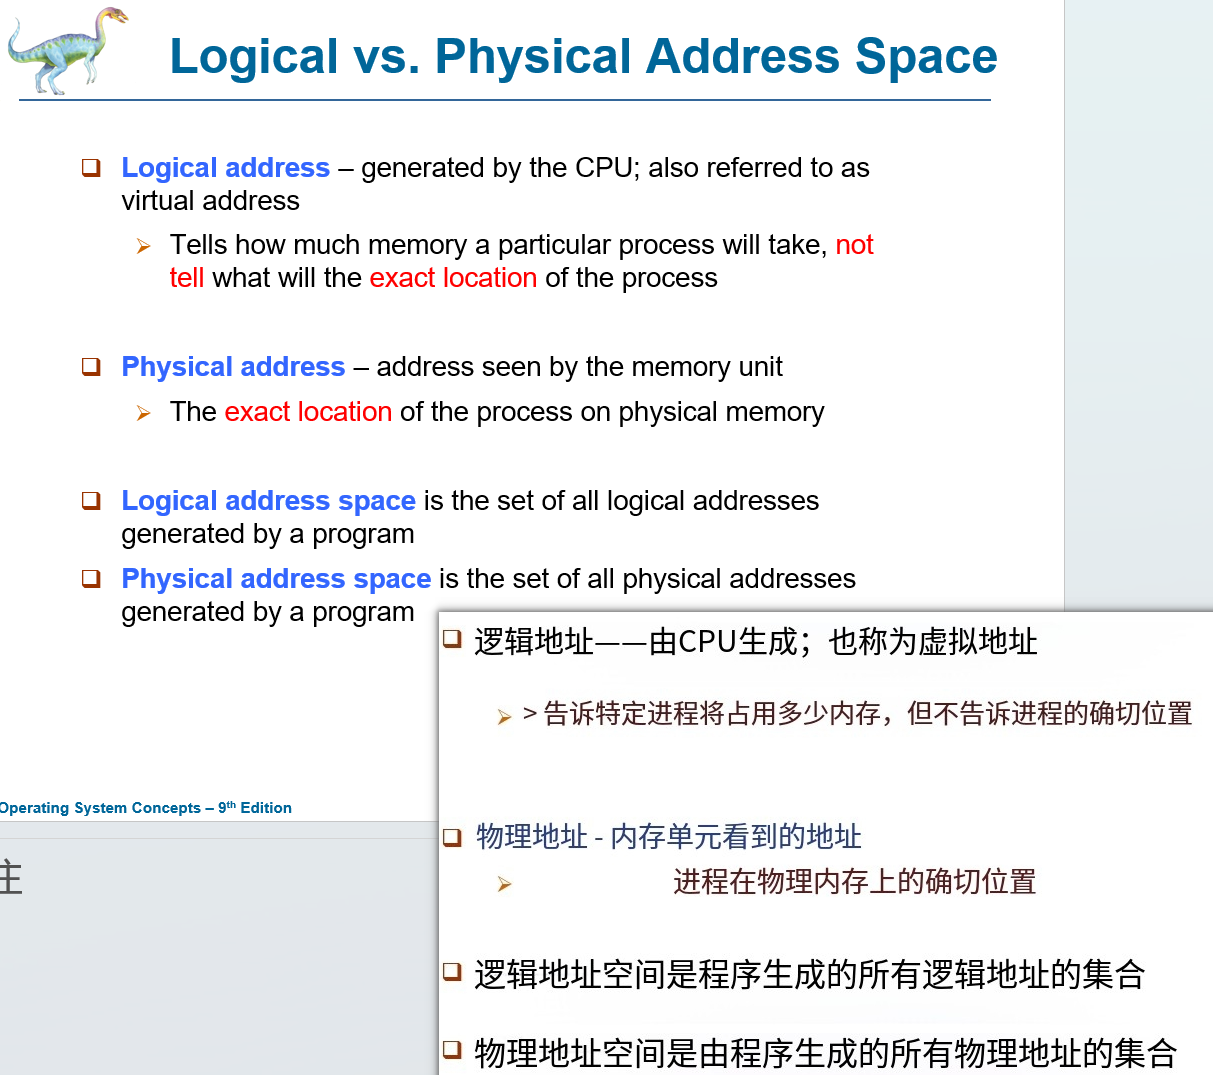 Logical vs. Physical Address Space
Logical address – generated by the CPU; also referred to as
virtual address
Tells how much memory a particular process will take, not
tell what will the exact location of the process
Physical address – address seen by the memory unit
The exact location of the process on physical memory
Logical address space is the set of all logical addresses
generated by a program
Physical address space is the set of all physical addresses
generated by a program
逻辑地址——由CPU生成；也称为虚拟地址
> 告诉特定进程将占用多少内存，但不告诉进程的确切位置
物理地址 - 内存单元看到的地址
进程在物理内存上的确切位置
逻辑地址空间是程序生成的所有逻辑地址的集合
物理地址空间是由程序生成的所有物理地址的集合
Operating System Concepts – 9th Edition
注